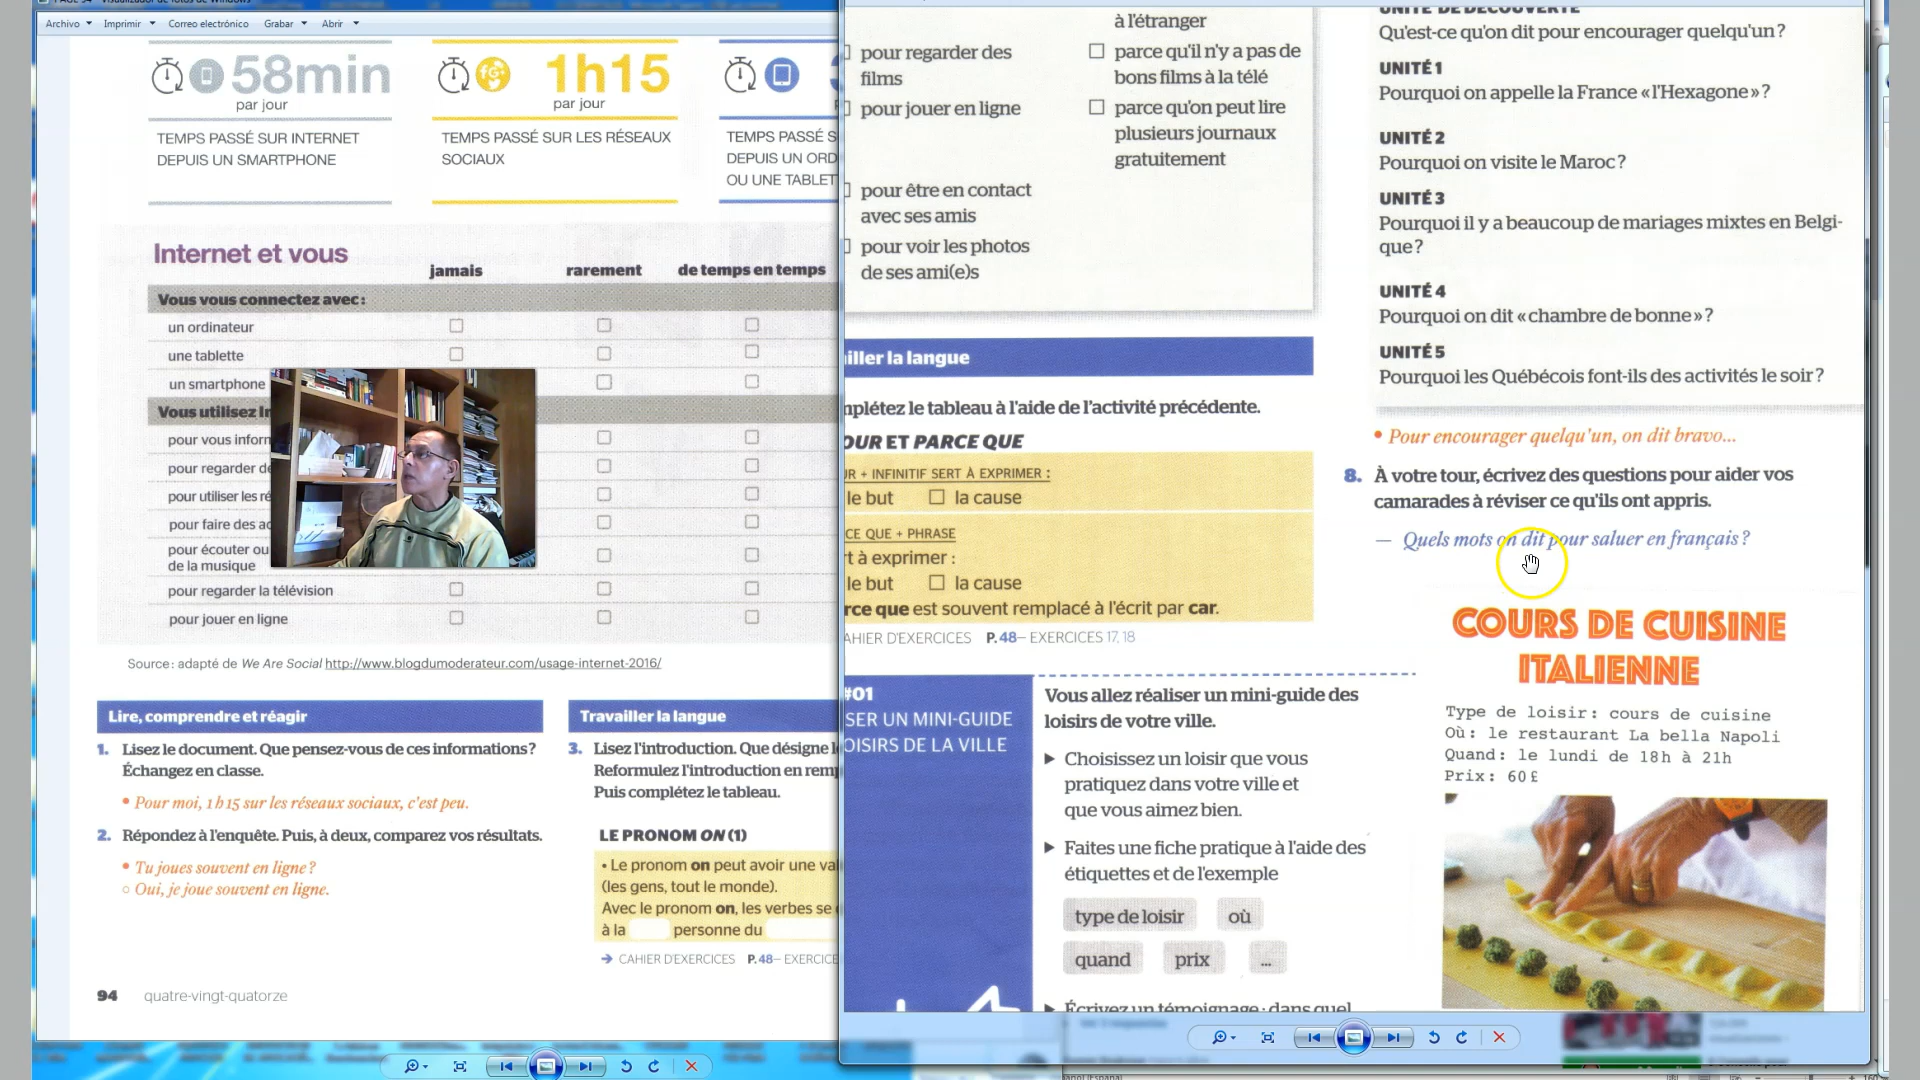 Archivo
Imprimir
Correo electrónico
Grabar
Abrir
58min
par jour
TEMPS PASSÉ SUR INTERNET
DEPUIS UN SMARTPHONE
1h15
par jour
TEMPS PASSÉ SUR LES RÉSEAUX
SOCIAUX
TEMPS PASSÉ S
DEPUIS UN ORD
OU UNE TABLET
Internet et vous
jamais
rarement
de temps en temps
Vous vous connectez avec :
un ordinateur
une tablette
un smartphone
Vous utilisez In
pour vous inform
pour regarder de
pour utiliser les ré
pour faire des ac
pour écouter ou
de la musique
pour regarder la télévision
pour jouer en ligne
Source : adapté de We Are Social http://www.blogdumoderateur.com/usage-internet-2016/
Lire, comprendre et réagir
1. Lisez le document. Que pensez-vous de ces informations ?
Échangez en classe.
• Pour moi, 1 h 15 sur les réseaux sociaux, c'est peu.
2. Répondez à l'enquête. Puis, à deux, comparez vos résultats.
• Tu joues souvent en ligne ?
○ Oui, je joue souvent en ligne.
94 quatre-vingt-quatorze
Travailler la langue
3. Lisez l'introduction. Que désigne l
Reformulez l'introduction en remp
Puis complétez le tableau.
LE PRONOM ON (1)
• Le pronom on peut avoir une val
(les gens, tout le monde).
Avec le pronom on, les verbes se
à la personne du
→ CAHIER D'EXERCICES P.48 – EXERCICE
pour regarder des
films
pour jouer en ligne
pour être en contact
avec ses amis
pour voir les photos
de ses ami(e)s
à l'étranger
parce qu'il n'y a pas de
bons films à la télé
parce qu'on peut lire
plusieurs journaux
gratuitement
iller la langue
mplétez le tableau à l'aide de l'activité précédente.
OUR ET PARCE QUE
UR + INFINITIF SERT À EXPRIMER :
le but
la cause
CE QUE + PHRASE
t à exprimer :
le but
la cause
rce que est souvent remplacé à l'écrit par car.
AHIER D'EXERCICES P.48 – EXERCICES 17, 18
#01
SER UN MINI-GUIDE
OISIRS DE LA VILLE
Vous allez réaliser un mini-guide des
loisirs de votre ville.
▶ Choisissez un loisir que vous
pratiquez dans votre ville et
que vous aimez bien.
▶ Faites une fiche pratique à l'aide des
étiquettes et de l'exemple
type de loisir
où
quand
prix
...
▶ Écrivez un témoignage : dans quel
UNITÉ DE DÉCOUVERTE
Qu'est-ce qu'on dit pour encourager quelqu'un ?
UNITÉ 1
Pourquoi on appelle la France « l'Hexagone » ?
UNITÉ 2
Pourquoi on visite le Maroc ?
UNITÉ 3
Pourquoi il y a beaucoup de mariages mixtes en Belgi-
que ?
UNITÉ 4
Pourquoi on dit « chambre de bonne » ?
UNITÉ 5
Pourquoi les Québécois font-ils des activités le soir ?
• Pour encourager quelqu'un, on dit bravo...
8. À votre tour, écrivez des questions pour aider vos
camarades à réviser ce qu'ils ont appris.
— Quels mots on dit pour saluer en français ?
COURS DE CUISINE
ITALIENNE
Type de loisir : cours de cuisine
Où : le restaurant La bella Napoli
Quand : le lundi de 18h à 21h
Prix : 60£